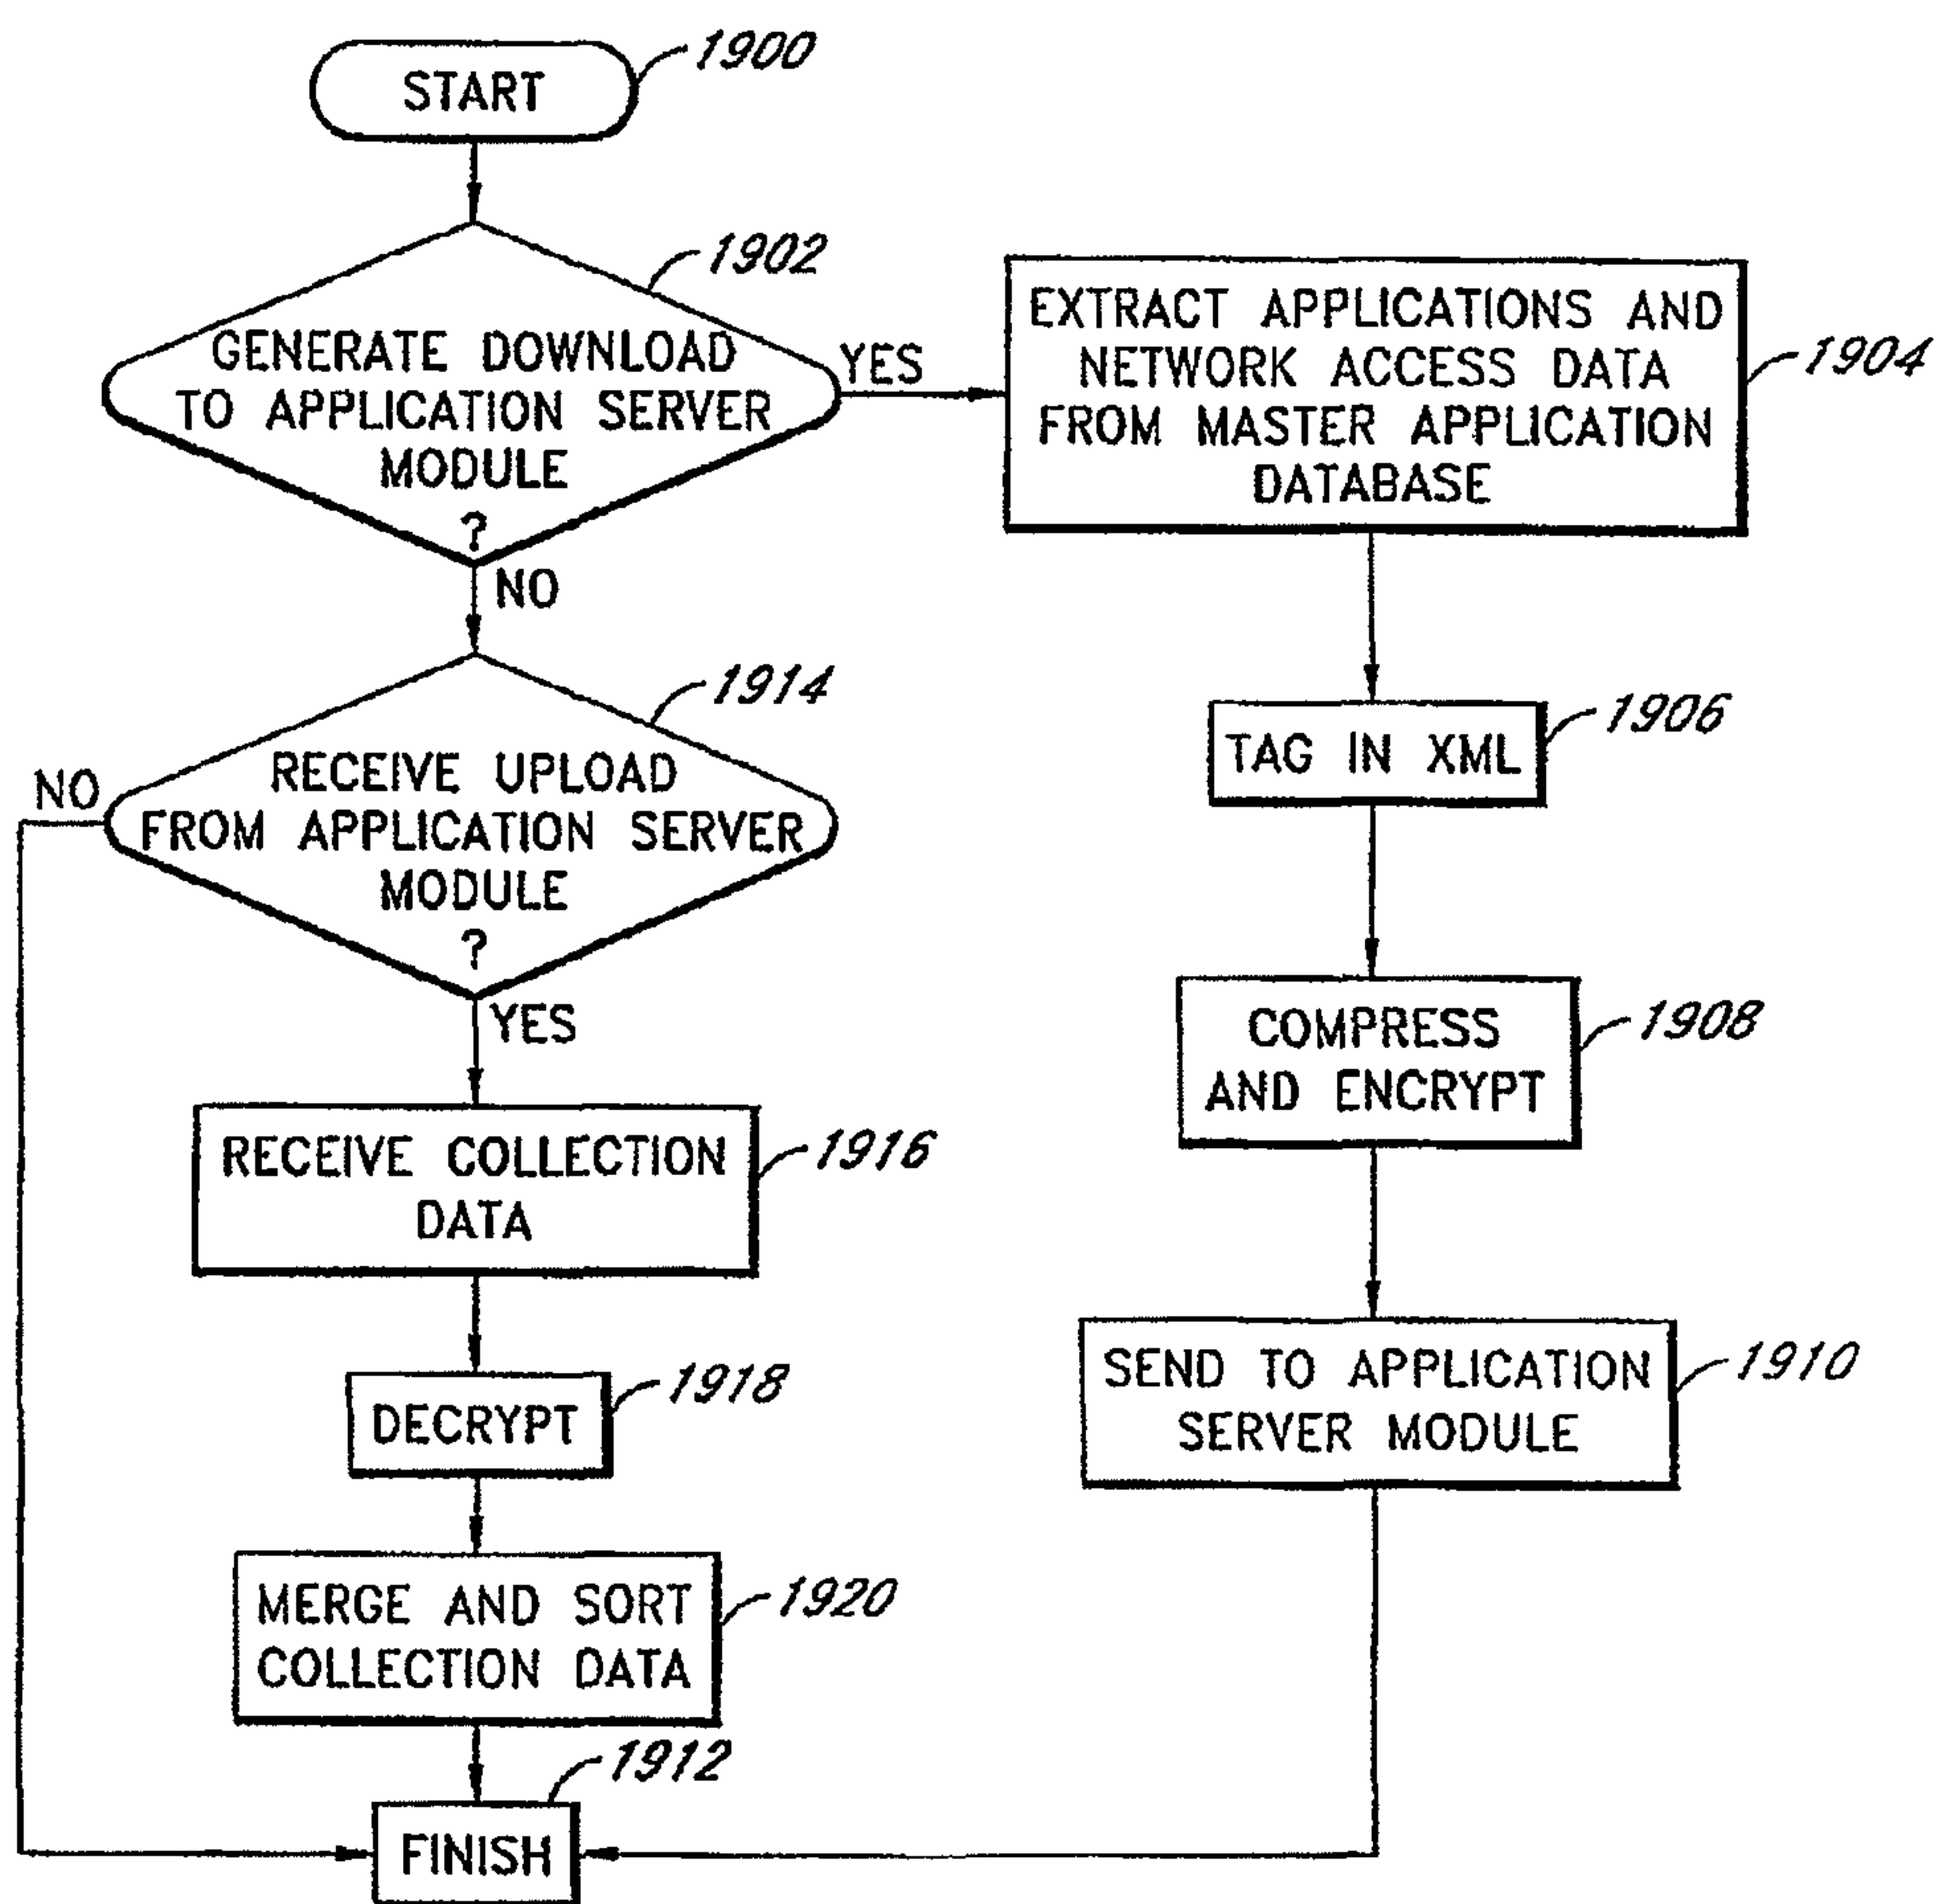 START
1900
GENERATE DOWNLOAD
TO APPLICATION SERVER
MODULE
?
1902
YES
NO
EXTRACT APPLICATIONS AND
NETWORK ACCESS DATA
FROM MASTER APPLICATION
DATABASE
1904
TAG IN XML
1906
COMPRESS
AND ENCRYPT
1908
SEND TO APPLICATION
SERVER MODULE
1910
RECEIVE UPLOAD
FROM APPLICATION SERVER
MODULE
?
1914
NO
YES
RECEIVE COLLECTION
DATA
1916
DECRYPT
1918
MERGE AND SORT
COLLECTION DATA
1920
FINISH
1912